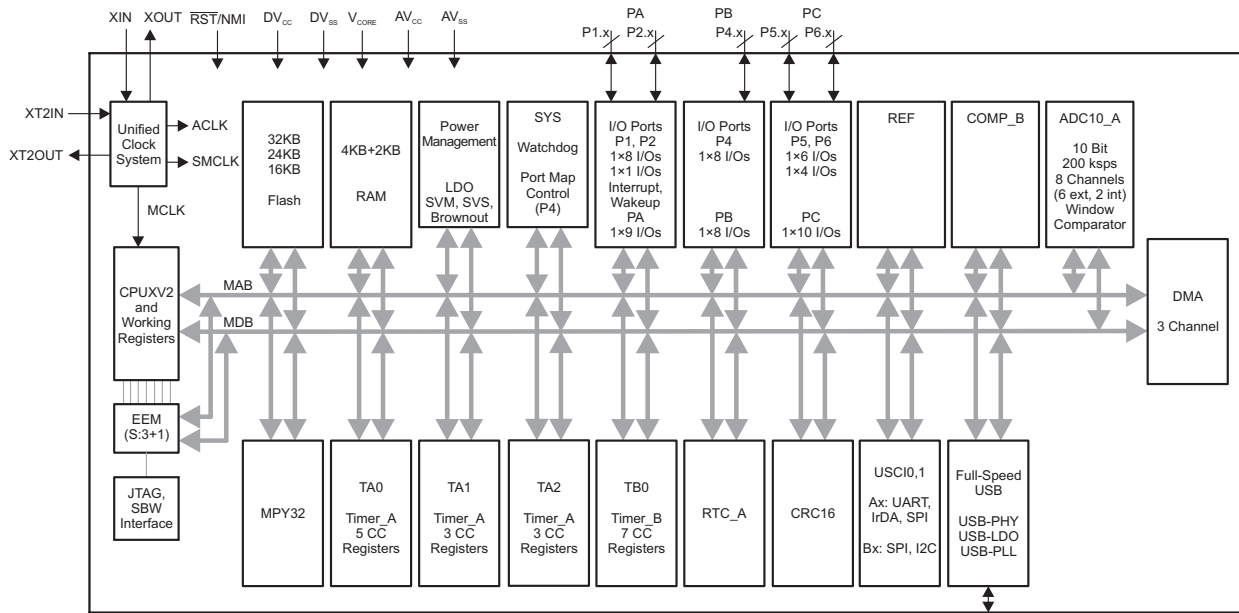 XIN XOUT RST/NMI DVCC DVSS VCORE AVCC AVSS
PA PB PC
P1.x P2.x P4.x P5.x P6.x
XT2IN
XT2OUT
Unified
Clock
System
ACLK
SMCLK
MCLK
32KB
24KB
16KB
Flash
4KB+2KB
RAM
Power
Management
LDO
SVM, SVS,
Brownout
SYS
Watchdog
Port Map
Control
(P4)
I/O Ports
P1, P2
1×8 I/Os
1×1 I/Os
Interrupt,
Wakeup
PA
1×9 I/Os
I/O Ports
P4
1×8 I/Os
PB
1×8 I/Os
I/O Ports
P5, P6
1×6 I/Os
1×4 I/Os
PC
1×10 I/Os
REF
COMP_B
ADC10_A
10 Bit
200 ksps
8 Channels
(6 ext, 2 int)
Window
Comparator
CPUXV2
and
Working
Registers
MAB
MDB
DMA
3 Channel
EEM
(S:3+1)
JTAG,
SBW
Interface
MPY32
TA0
Timer_A
5 CC
Registers
TA1
Timer_A
3 CC
Registers
TA2
Timer_A
3 CC
Registers
TB0
Timer_B
7 CC
Registers
RTC_A
CRC16
USCI0,1
Ax: UART,
IrDA, SPI
Bx: SPI, I2C
Full-Speed
USB
USB-PHY
USB-LDO
USB-PLL